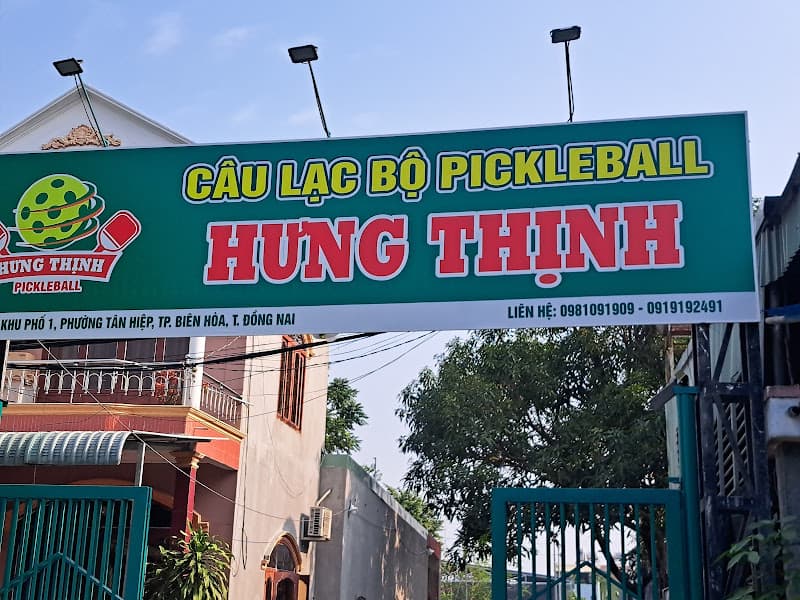 CÂU LẠC BỘ PICKLEBALL
HƯNG THỊNH
HƯNG THỊNH
PICKLEBALL
KHU PHỐ 1, PHƯỜNG TÂN HIỆP, TP. BIÊN HÒA, T. ĐỒNG NAI
LIÊN HỆ: 0981091909 - 0919192491